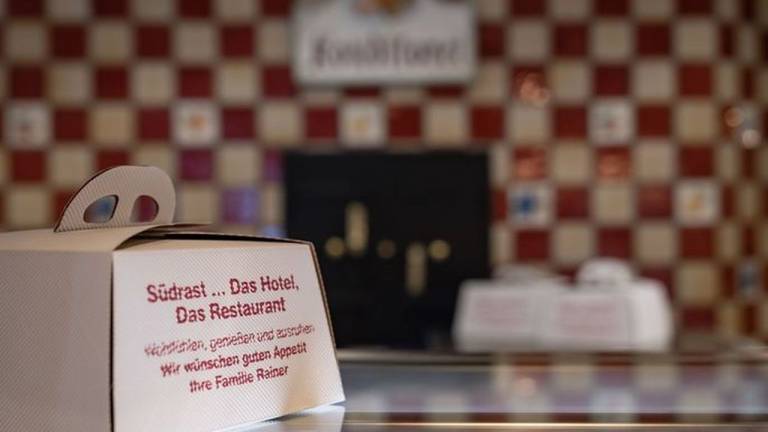 Konditorei
Südrast ... Das Hotel,
Das Restaurant
Wohlfühlen, genießen und ausruhen
Wir wünschen guten Appetit
Ihre Familie Rainer